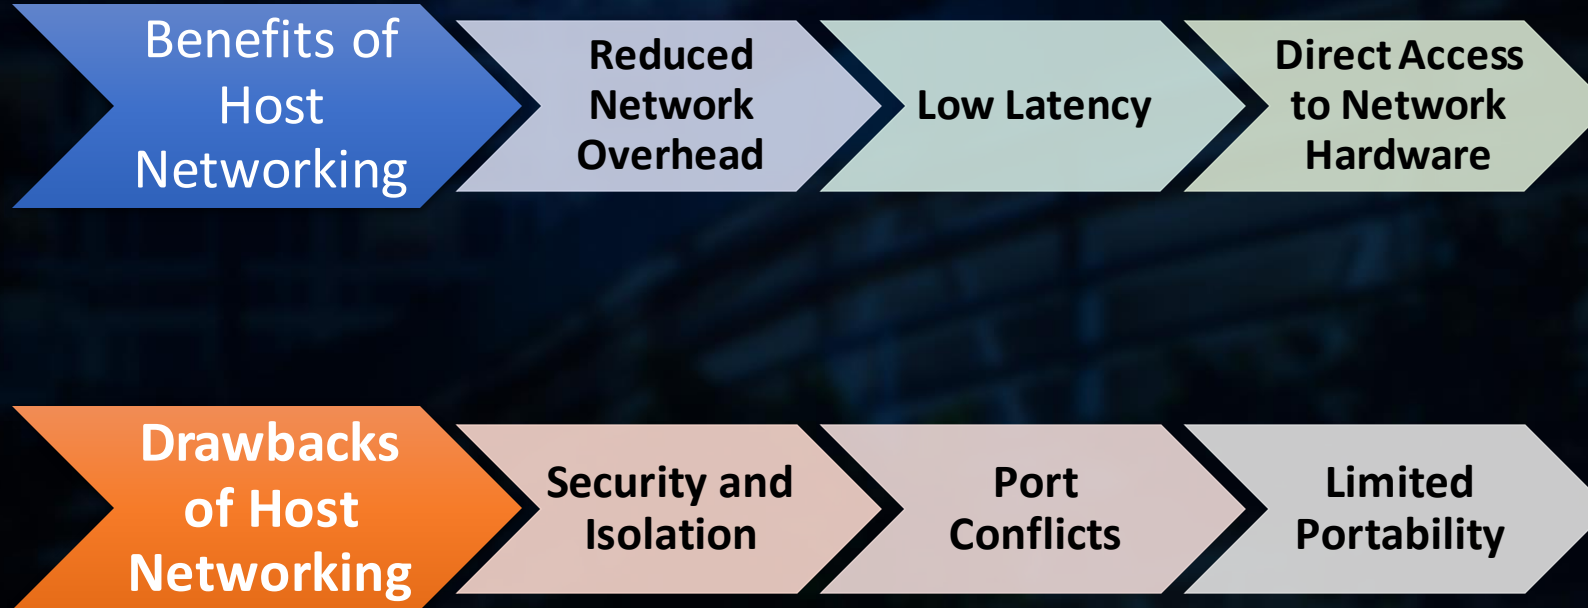 Benefits of
Host
Networking
Reduced
Network
Overhead
Low Latency
Direct Access
to Network
Hardware
Drawbacks
of Host
Networking
Security and
Isolation
Port
Conflicts
Limited
Portability